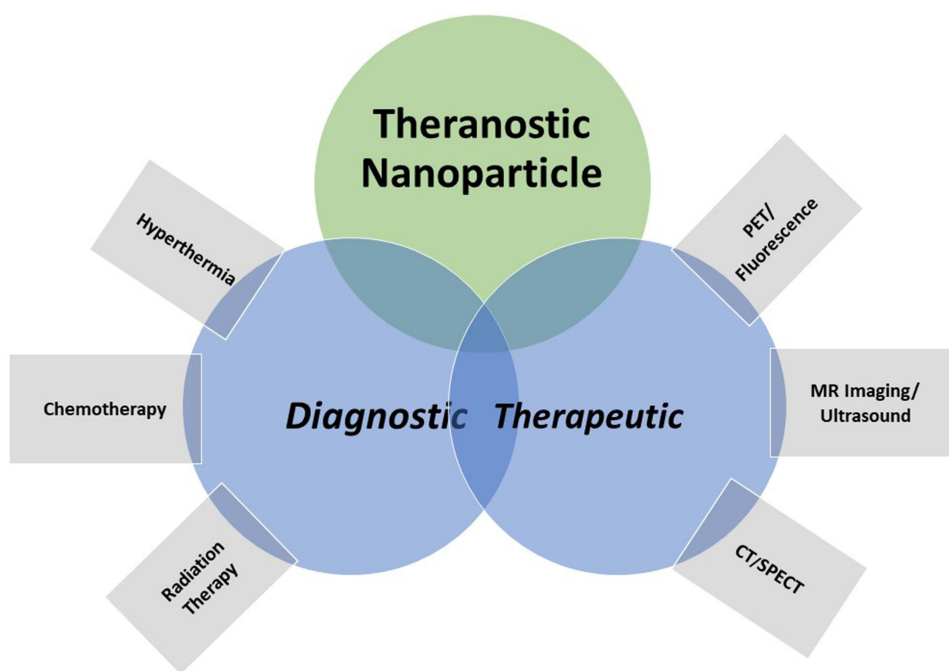 Theranostic
Nanoparticle
Hyperthermia
PET/
Fluorescence
Chemotherapy
Diagnostic
Therapeutic
MR Imaging/
Ultrasound
Radiation
Therapy
CT/SPECT